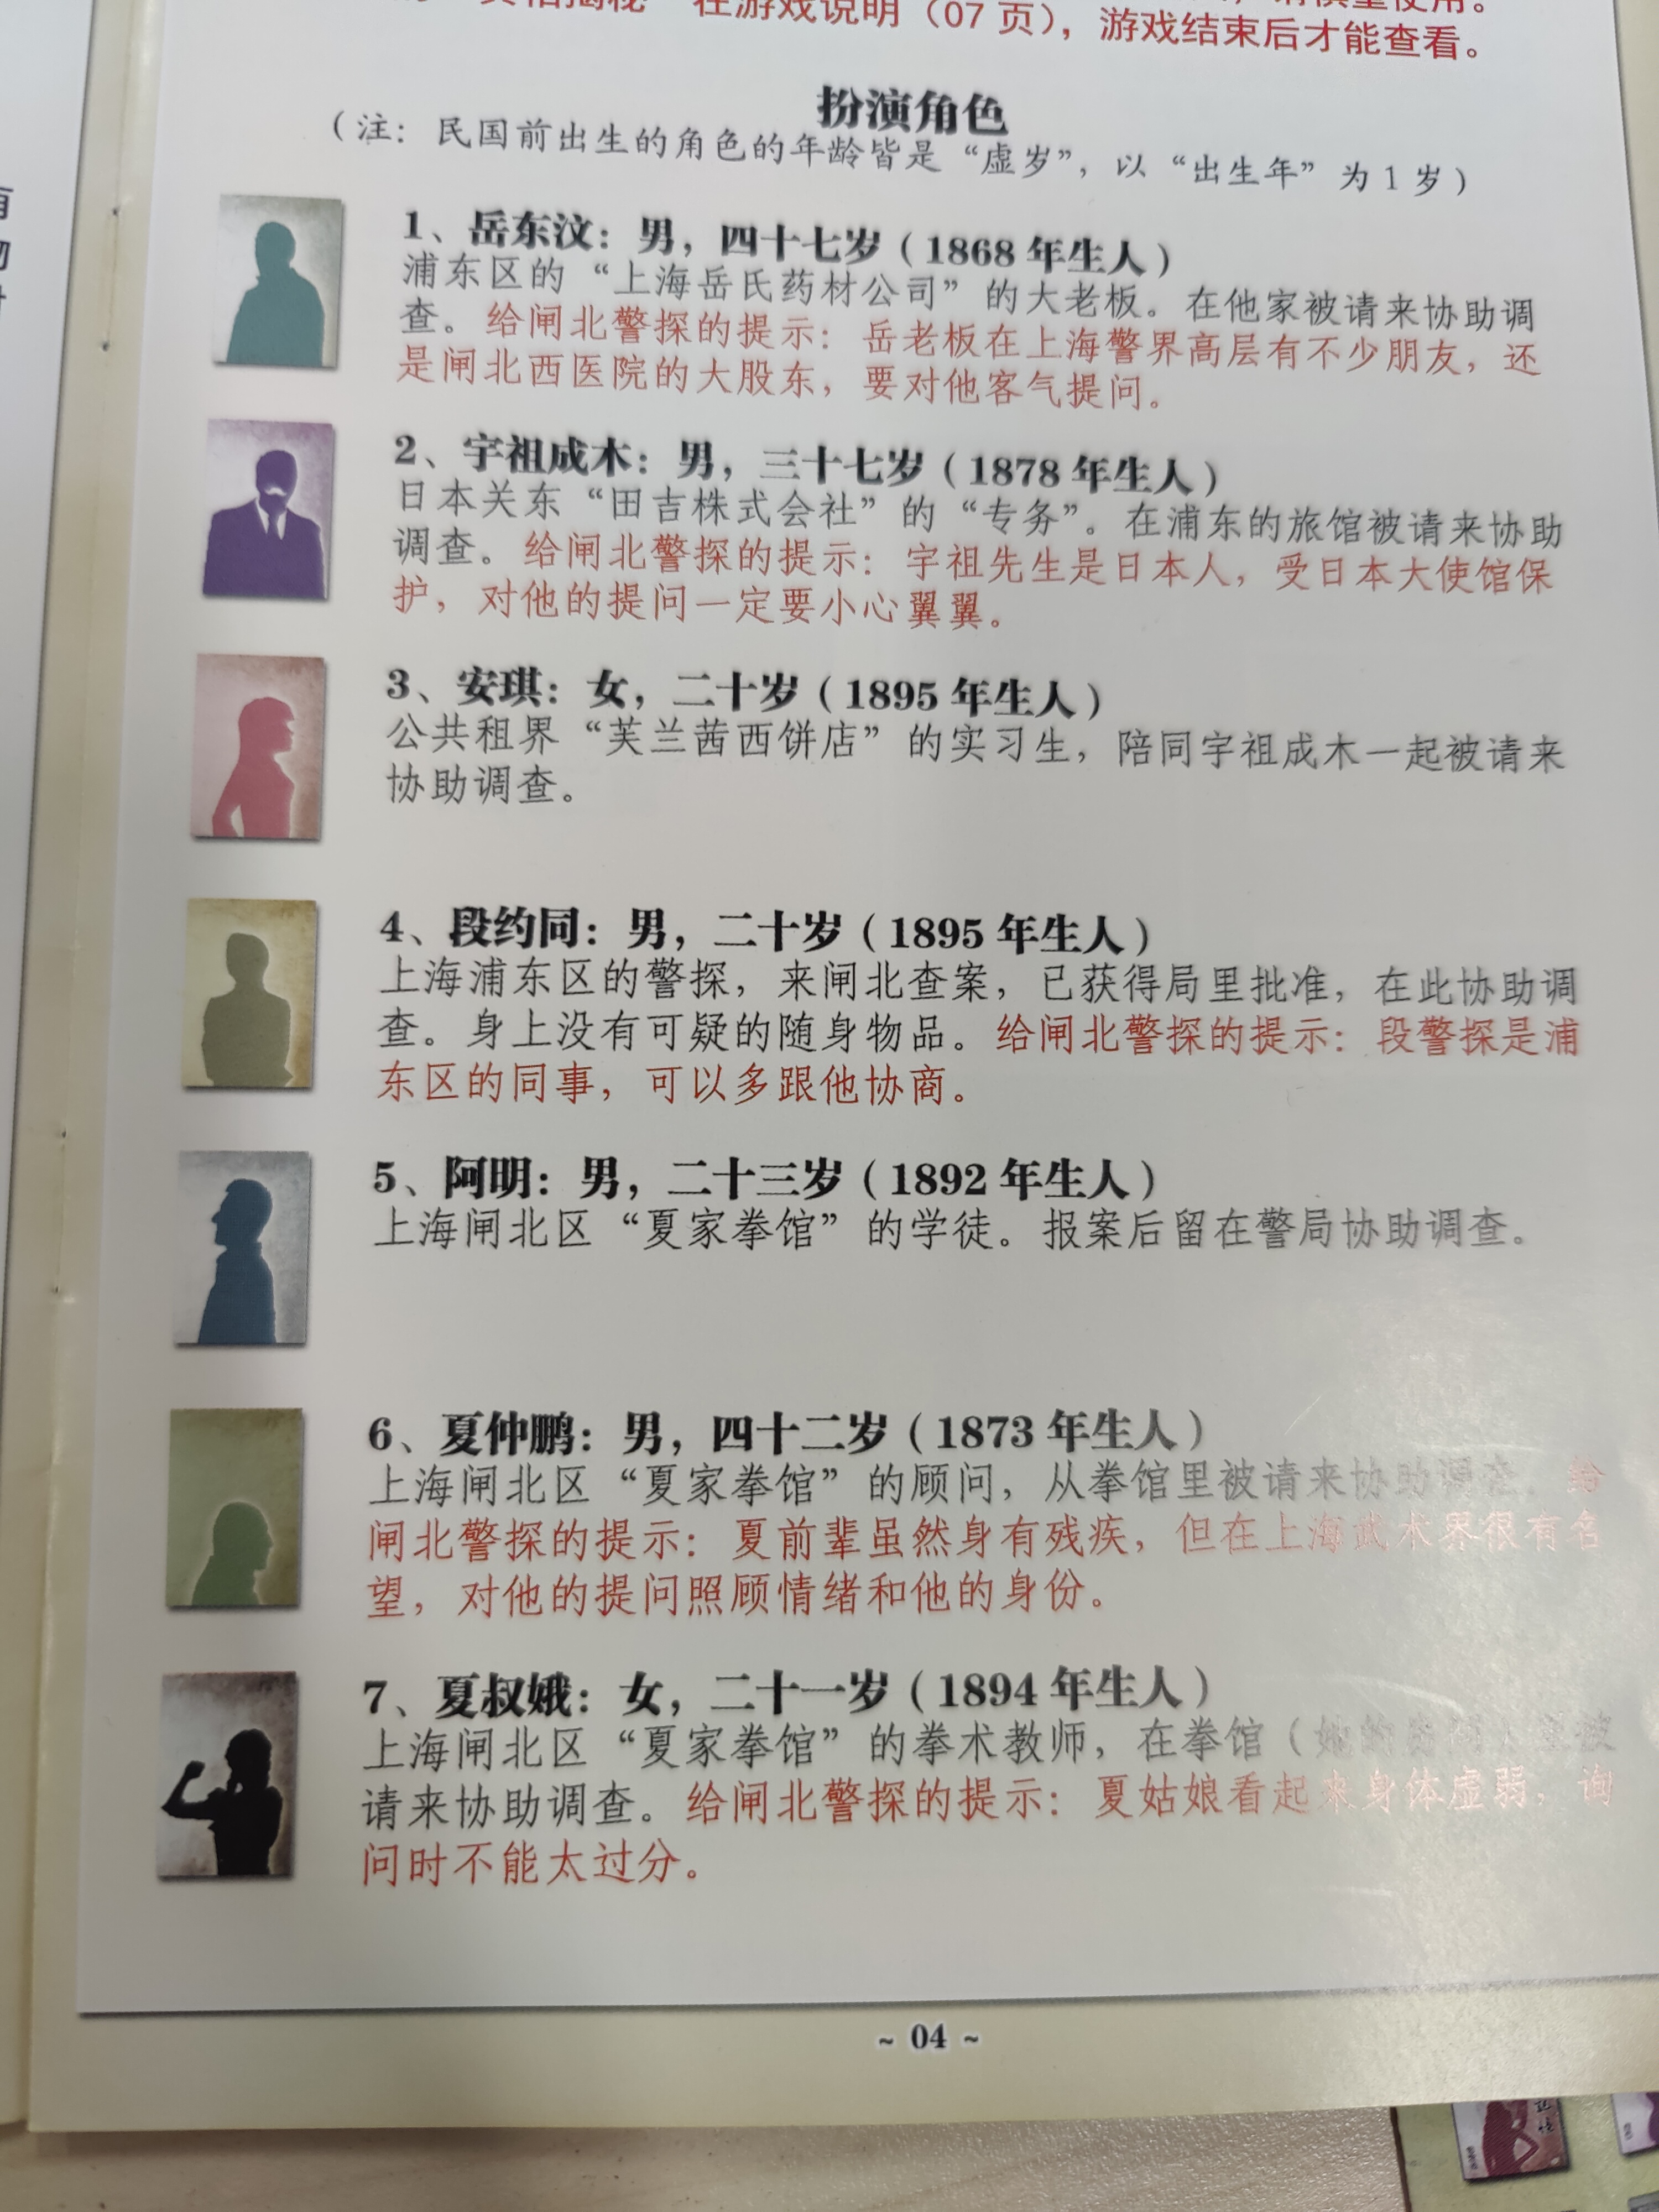 在游戏说明（07 页），游戏结束后才能查看。
扮演角色
（注：民国前出生的角色的年龄皆是“虚岁”，以“出生年”为 1 岁）
1、岳东汶：男，四十七岁（1868 年生人）
浦东区的“上海岳氏药材公司”的大老板。在他家被请来协助调
查。给闸北警探的提示：岳老板在上海警界高层有不少朋友，还
是闸北西医院的大股东，要对他客气提问。
2、宇祖成木：男，三十七岁（1878 年生人）
日本关东“田吉株式会社”的“专务”。在浦东的旅馆被请来协助
调查。给闸北警探的提示：宇祖先生是日本人，受日本大使馆保
护，对他的提问一定要小心翼翼。
3、安琪：女，二十岁（1895 年生人）
公共租界“芙兰茜西饼店”的实习生，陪同宇祖成木一起被请来
协助调查。
4、段约同：男，二十岁（1895 年生人）
上海浦东区的警探，来闸北查案，已获得局里批准，在此协助调
查。身上没有可疑的随身物品。给闸北警探的提示：段警探是浦
东区的同事，可以多跟他协商。
5、阿明：男，二十三岁（1892 年生人）
上海闸北区“夏家拳馆”的学徒。报案后留在警局协助调查。
6、夏仲鹏：男，四十二岁（1873 年生人）
上海闸北区“夏家拳馆”的顾问，从拳馆里被请来协助调查。给
闸北警探的提示：夏前辈虽然身有残疾，但在上海武术界很有名
望，对他的提问照顾情绪和他的身份。
7、夏叔娥：女，二十一岁（1894 年生人）
上海闸北区“夏家拳馆”的拳术教师，在拳馆（她的房间）里被
请来协助调查。给闸北警探的提示：夏姑娘看起来身体虚弱，询
问时不能太过分。
~ 04 ~